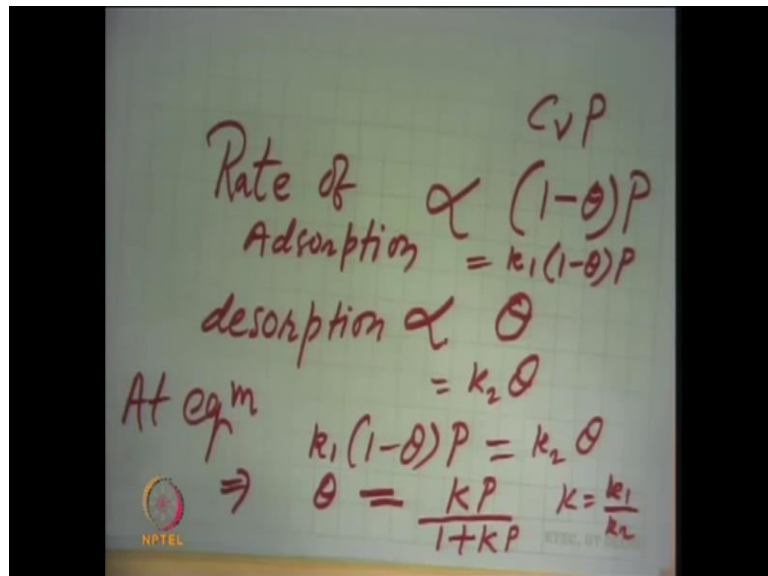 CvP
Rate of ∝ (1-θ)P
Adsorption = k₁(1-θ)P
desorption ∝ θ
= k₂θ
At eqᵐ
k₁(1-θ)P = k₂θ
⇒ θ = KP/1+KP K = k₁/k₂
NPTEL